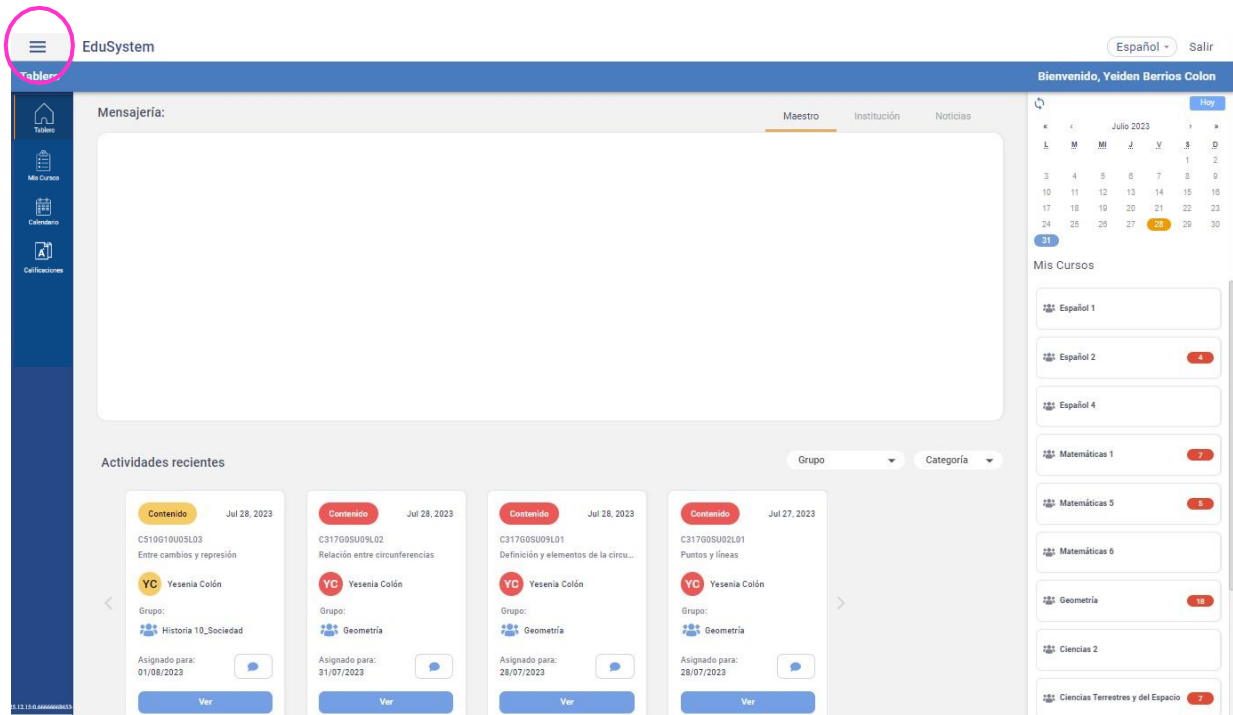 EduSystem
Español
Salir
Tablero
Bienvenido, Yeiden Berrios Colon
Tablero
Mis Cursos
Calendario
Calificaciones
Mensajería:
Maestro
Institución
Noticias
Hoy
« ‹ Julio 2023 › »
L M MI J V S D
1 2
3 4 5 6 7 8 9
10 11 12 13 14 15 16
17 18 19 20 21 22 23
24 25 26 27 28 29 30
31
Mis Cursos
Español 1
Español 2 4
Español 4
Matemáticas 1 7
Matemáticas 5 5
Matemáticas 6
Geometría 18
Ciencias 2
Ciencias Terrestres y del Espacio 7
Actividades recientes
Grupo
Categoría
Contenido Jul 28, 2023
C510G10U05L03
Entre cambios y represión
YC Yesenia Colón
Grupo:
Historia 10_Sociedad
Asignado para:
01/08/2023
Ver
Contenido Jul 28, 2023
C317G0SU09L02
Relación entre circunferencias
YC Yesenia Colón
Grupo:
Geometría
Asignado para:
31/07/2023
Ver
Contenido Jul 28, 2023
C317G0SU09L01
Definición y elementos de la circu...
YC Yesenia Colón
Grupo:
Geometría
Asignado para:
28/07/2023
Ver
Contenido Jul 27, 2023
C317G0SU02L01
Puntos y líneas
YC Yesenia Colón
Grupo:
Geometría
Asignado para:
28/07/2023
Ver